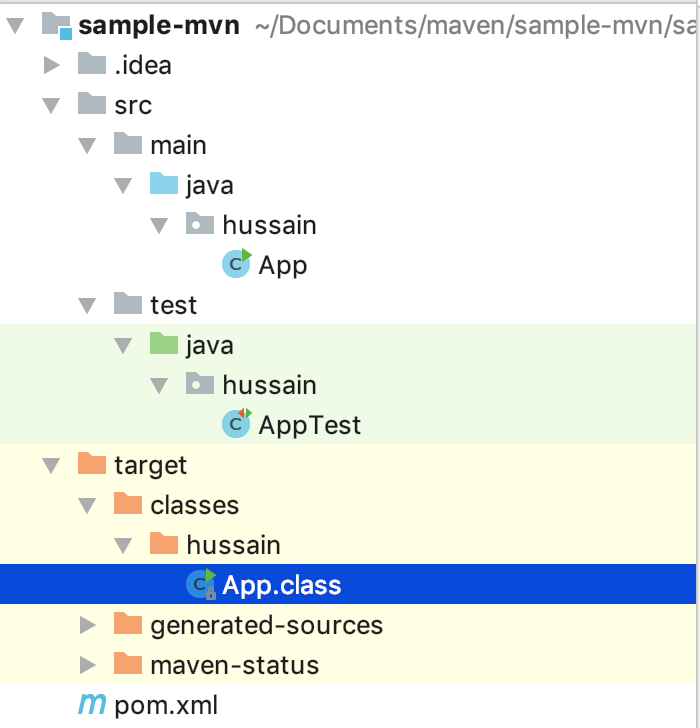 sample-mvn ~/Documents/maven/sample-mvn/sa
.idea
src
main
java
hussain
C App
test
java
hussain
C AppTest
target
classes
hussain
C App.class
generated-sources
maven-status
m pom.xml